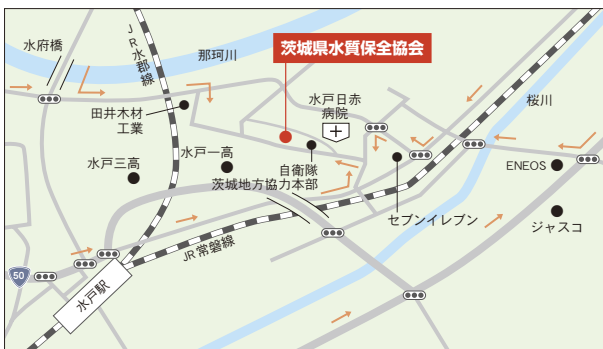 水府橋
JR水郡線
那珂川
茨城県水質保全協会
水戸日赤
病院
桜川
田井木材
工業
水戸三高
水戸一高
自衛隊
茨城地方協力本部
ENEOS
セブンイレブン
ジャスコ
JR常磐線
50
水戸駅